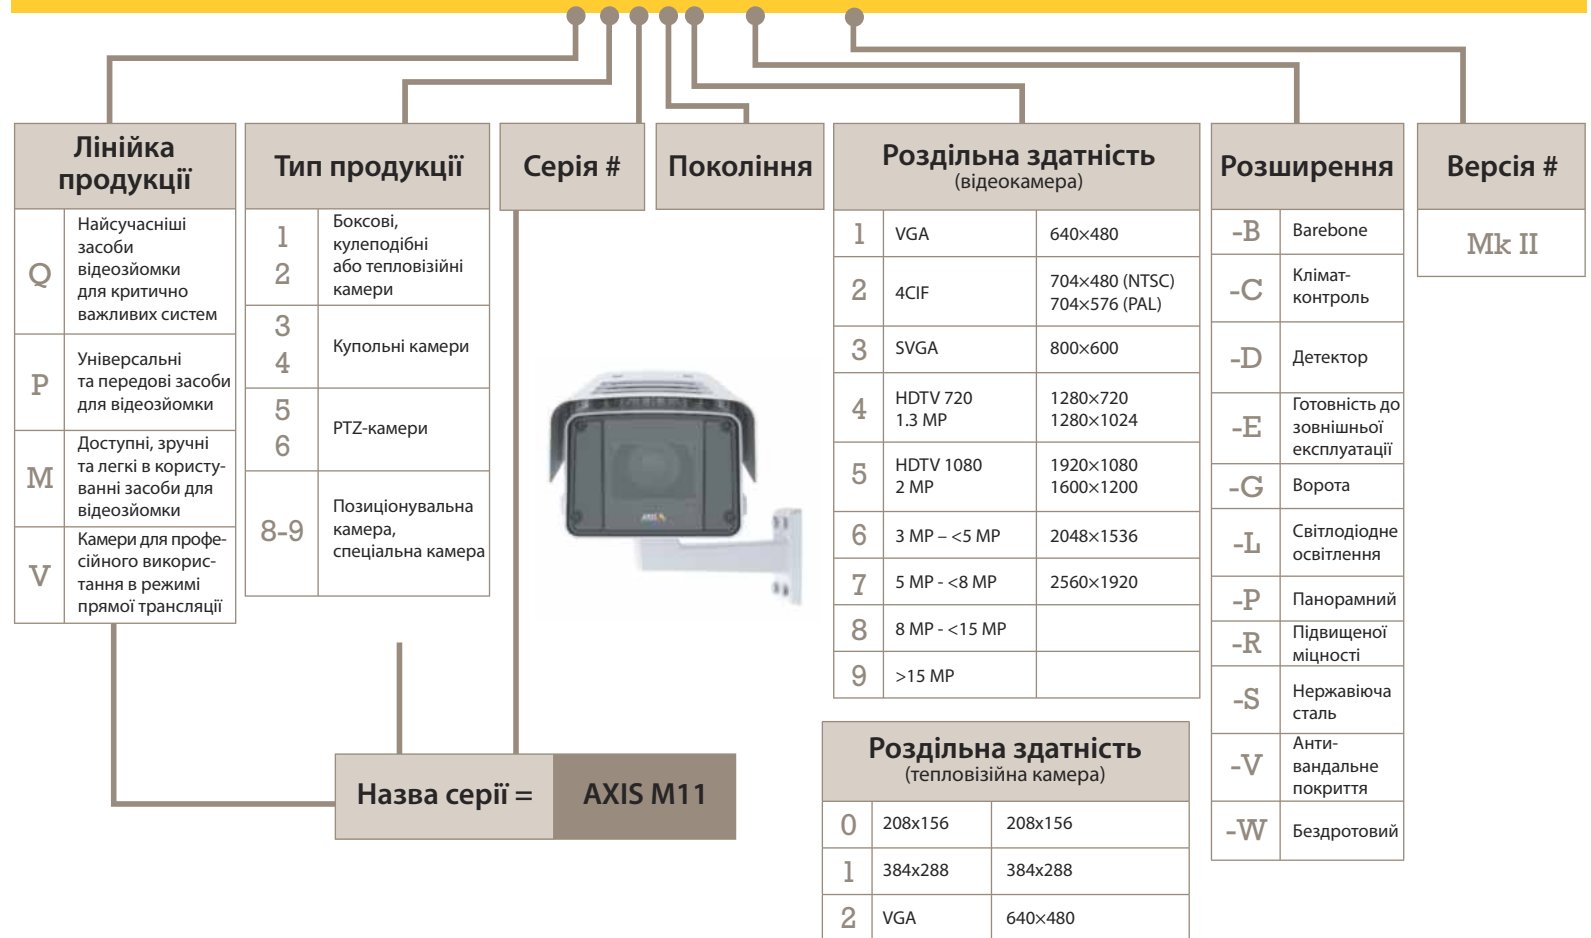 Лінійка
продукції
Q
Найсучасніші
засоби
відеозйомки
для критично
важливих систем
P
Універсальні
та передові засоби
для відеозйомки
M
Доступні, зручні
та легкі в користу-
ванні засоби для
відеозйомки
V
Камери для профе-
сійного викорис-
тання в режимі
прямої трансляції
Тип продукції
1
2
Боксові,
кулеподібні
або тепловізійні
камери
3
4
Купольні камери
5
6
PTZ-камери
8-9
Позиціонувальна
камера,
спеціальна камера
Серія #
Покоління
Роздільна здатність
(відеокамера)
1 VGA 640×480
2 4CIF 704×480 (NTSC)
704×576 (PAL)
3 SVGA 800×600
4 HDTV 720 1280×720
1.3 MP 1280×1024
5 HDTV 1080 1920×1080
2 MP 1600×1200
6 3 MP – <5 MP 2048×1536
7 5 MP - <8 MP 2560×1920
8 8 MP - <15 MP
9 >15 MP
Роздільна здатність
(тепловізійна камера)
0 208x156 208x156
1 384x288 384x288
2 VGA 640×480
Розширення
-B Barebone
-C Клімат-
контроль
-D Детектор
-E Готовність до
зовнішньої
експлуатації
-G Ворота
-L Світлодіодне
освітлення
-P Панорамний
-R Підвищеної
міцності
-S Нержавіюча
сталь
-V Анти-
вандальне
покриття
-W Бездротовий
Версія #
Mk II
AXIS
Назва серії = AXIS M11